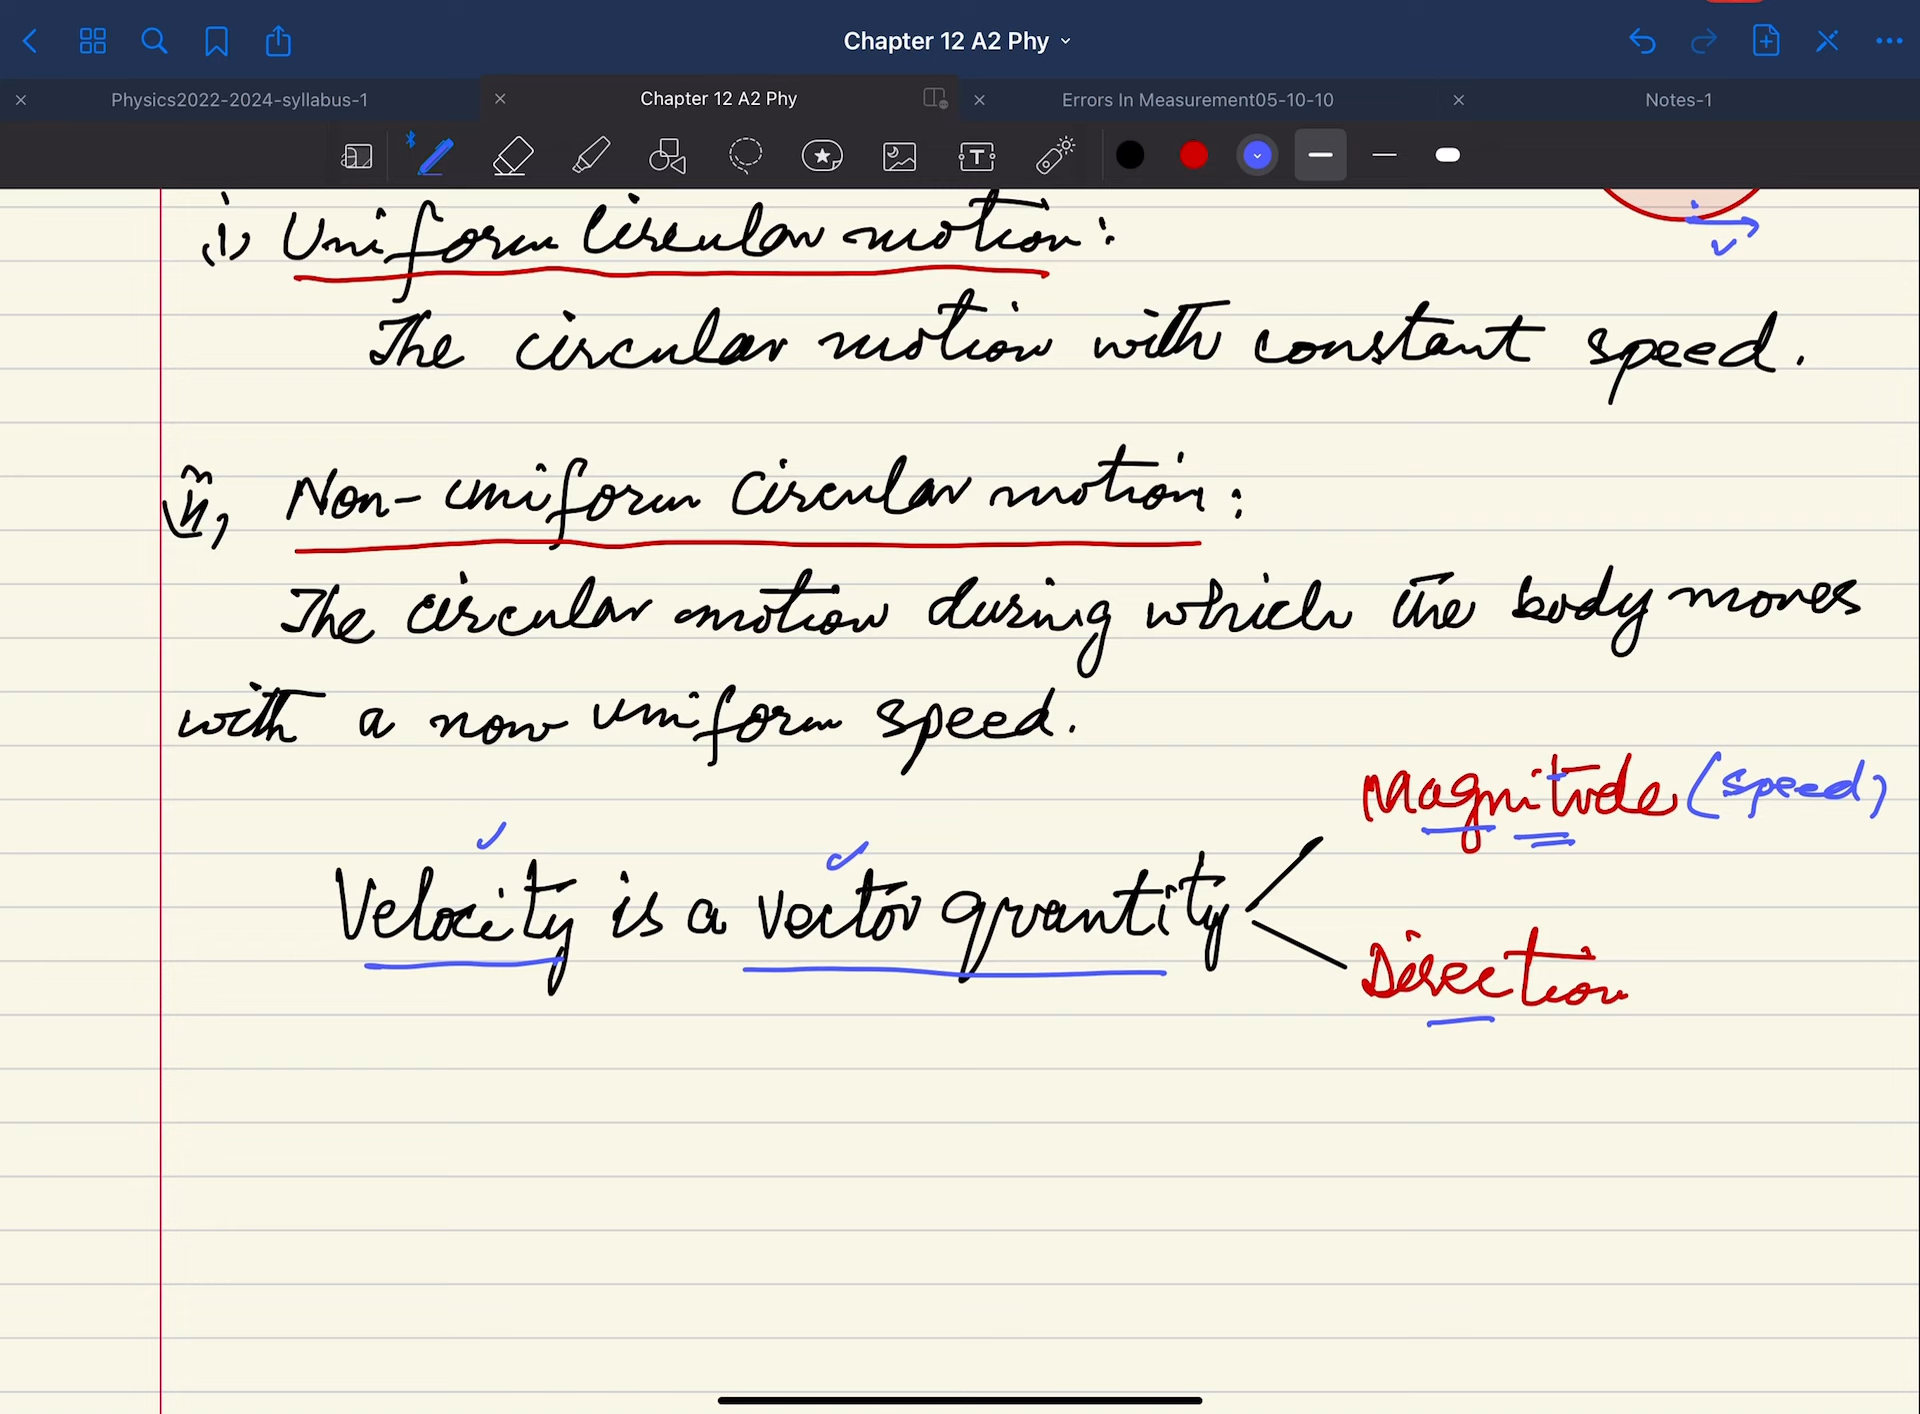 Chapter 12 A2 Phy
Physics2022-2024-syllabus-1
Chapter 12 A2 Phy
Errors In Measurement05-10-10
Notes-1
T
(i) Uniform Circular motion:
v
The circular motion with constant speed.
ii, Non-uniform Circular motion:
The circular motion during which the body moves
with a non uniform speed.
Magnitude (speed)
Velocity is a vector quantity
Direction